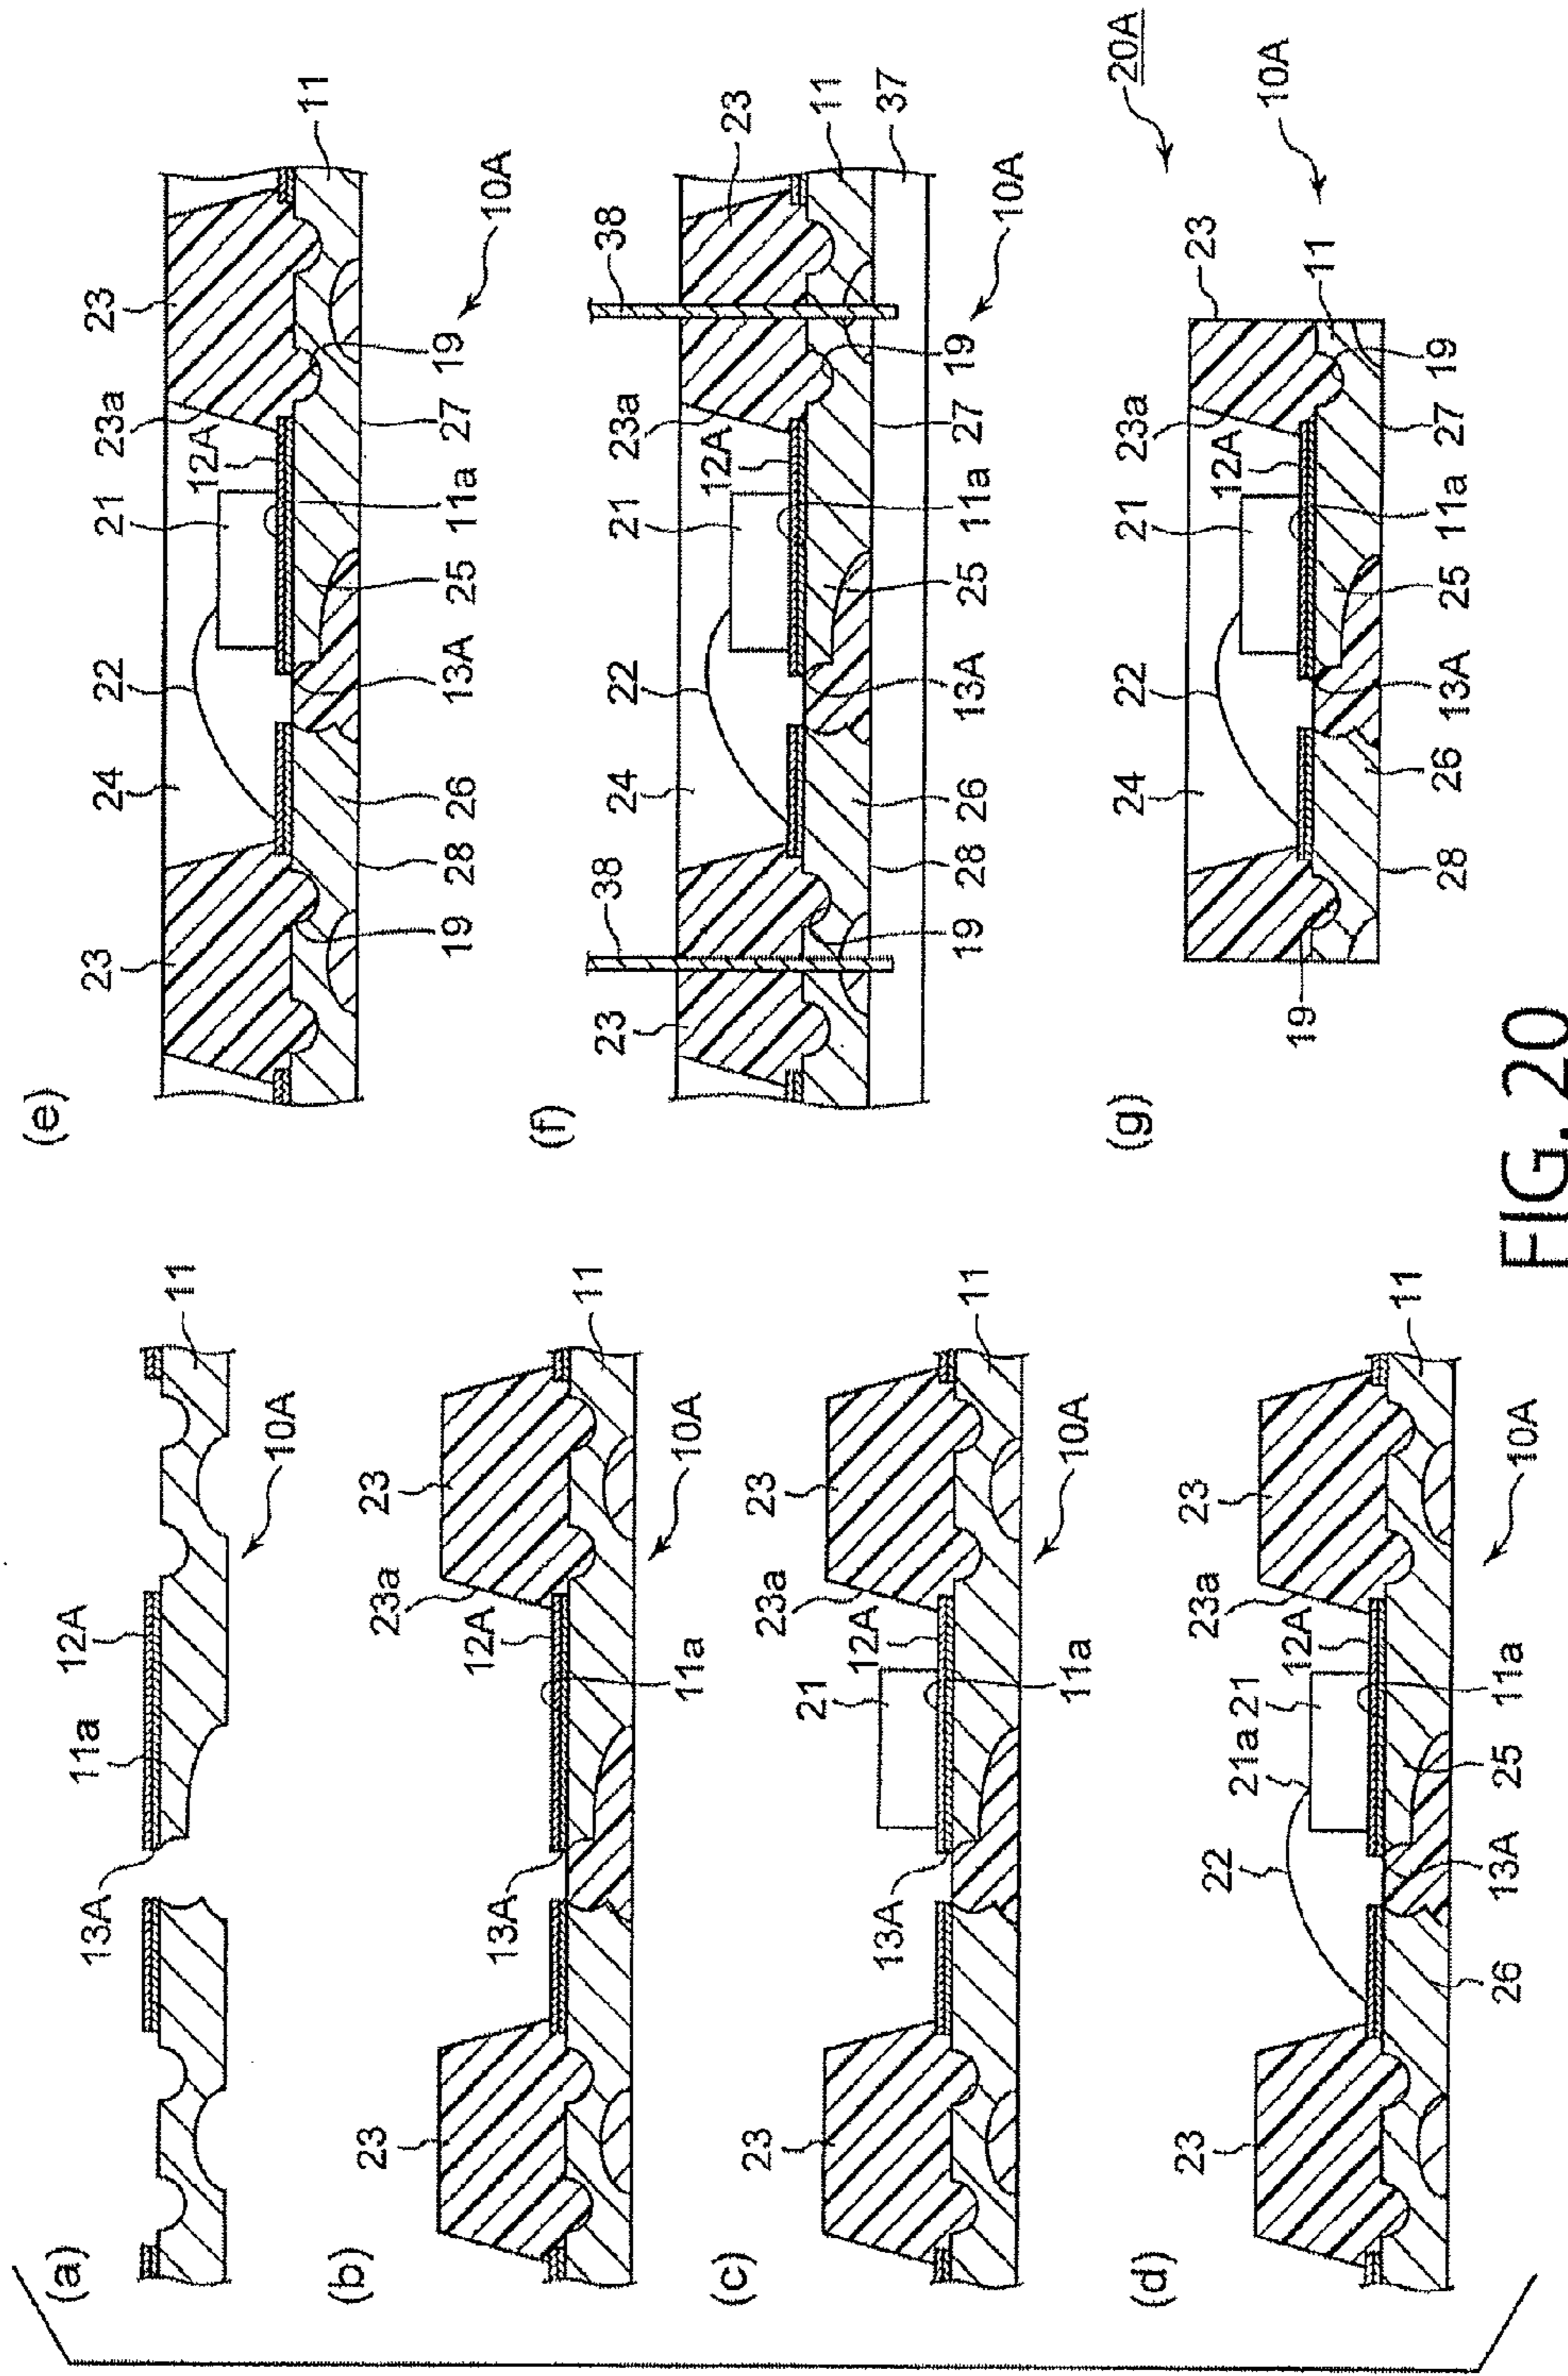 (a)
11a 12A
13A
11
10A
(b)
23 23a 23
12A
13A
11
11a
10A
(c)
23 21 23a 23
12A
13A
11
11a
10A
(d)
23 22 21a 21 23a 23
12A
11
26 13A 25 11a
10A
(e)
23 24 22 21 23a 23
12A
11
19 28 26 13A 25 11a 27 19
10A
(f)
38 38
23 24 22 21 23a 23
12A
11
37
19 28 26 13A 25 11a 27 19
10A
(g)
20A
24 22 21 23a 23
12A
10A
11
19 28 26 13A 25 11a 27 19
FIG. 20